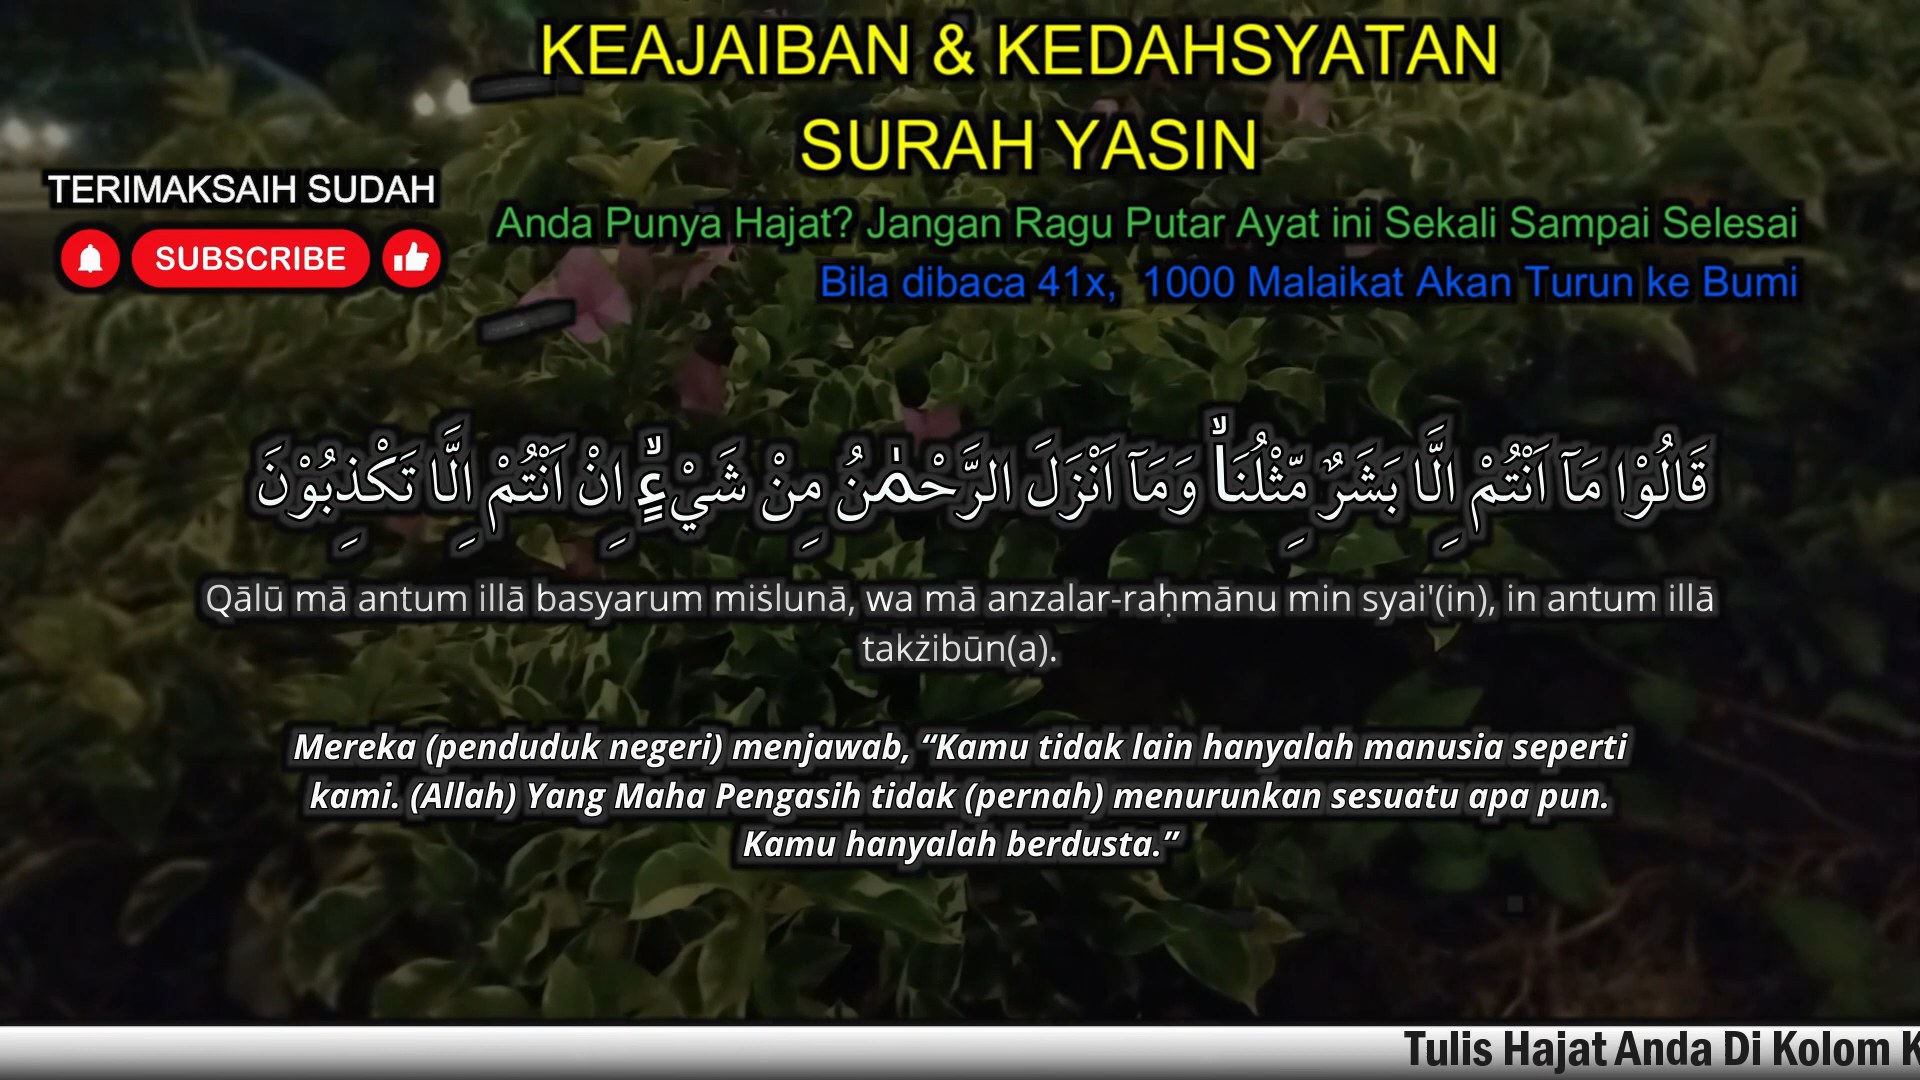 KEAJAIBAN & KEDAHSYATAN
SURAH YASIN
TERIMAKSAIH SUDAH
SUBSCRIBE
Anda Punya Hajat? Jangan Ragu Putar Ayat ini Sekali Sampai Selesai
Bila dibaca 41x, 1000 Malaikat Akan Turun ke Bumi
قَالُوْا مَآ اَنْتُمْ اِلَّا بَشَرٌ مِّثْلُنَاۙ وَمَآ اَنْزَلَ الرَّحْمٰنُ مِنْ شَيْءٍۙ اِنْ اَنْتُمْ اِلَّا تَكْذِبُوْنَ
Qālū mā antum illā basyarum miṡlunā, wa mā anzalar-raḥmānu min syai'(in), in antum illā
takżibūn(a).
Mereka (penduduk negeri) menjawab, “Kamu tidak lain hanyalah manusia seperti
kami. (Allah) Yang Maha Pengasih tidak (pernah) menurunkan sesuatu apa pun.
Kamu hanyalah berdusta.”
Tulis Hajat Anda Di Kolom